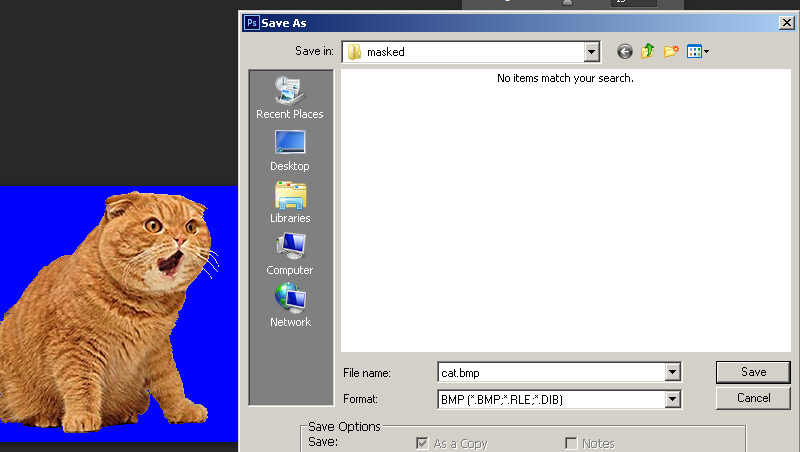 Ps Save As
Save in: masked
No items match your search.
Recent Places
Desktop
Libraries
Computer
Network
File name: cat.bmp Save
Format: BMP (*.BMP;*.RLE;*.DIB) Cancel
Save Options
Save: As a Copy Notes